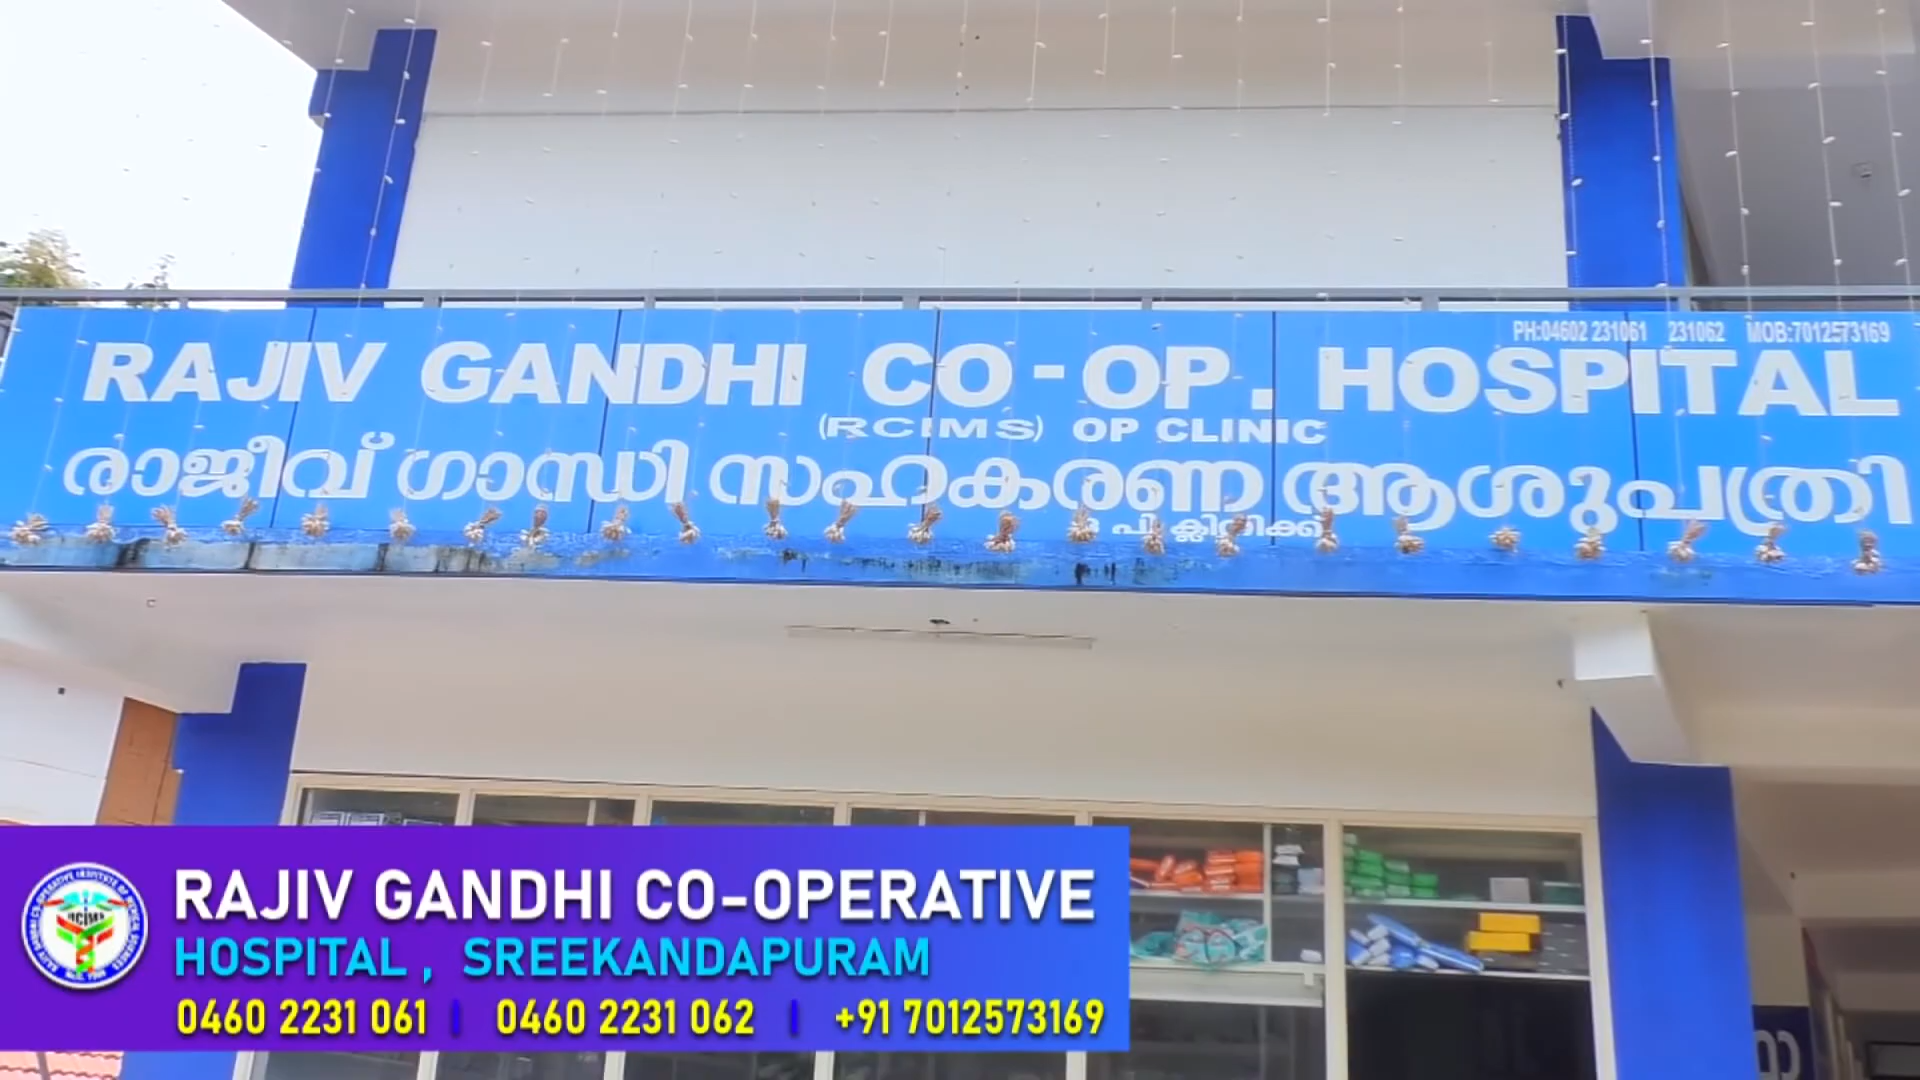 PH:04602 231061 231062 MOB:7012573169
RAJIV GANDHI CO-OP. HOSPITAL
(RCIMS) OP CLINIC
രാജീവ് ഗാന്ധി സഹകരണ ആശുപത്രി
ഒ പി ക്ലിനിക്ക്
RAJIV GANDHI CO-OPERATIVE
HOSPITAL , SREEKANDAPURAM
0460 2231 061 | 0460 2231 062 | +91 7012573169
RCIMS